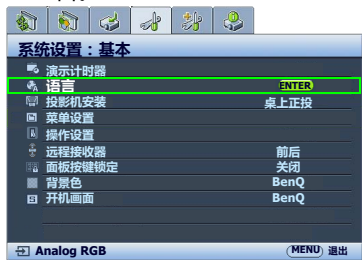 系统设置：基本
演示计时器
语言 ENTER
投影机安装 桌上正投
菜单设置
操作设置
远程接收器 前后
面板按键锁定 关闭
背景色 BenQ
开机画面 BenQ
Analog RGB MENU 退出